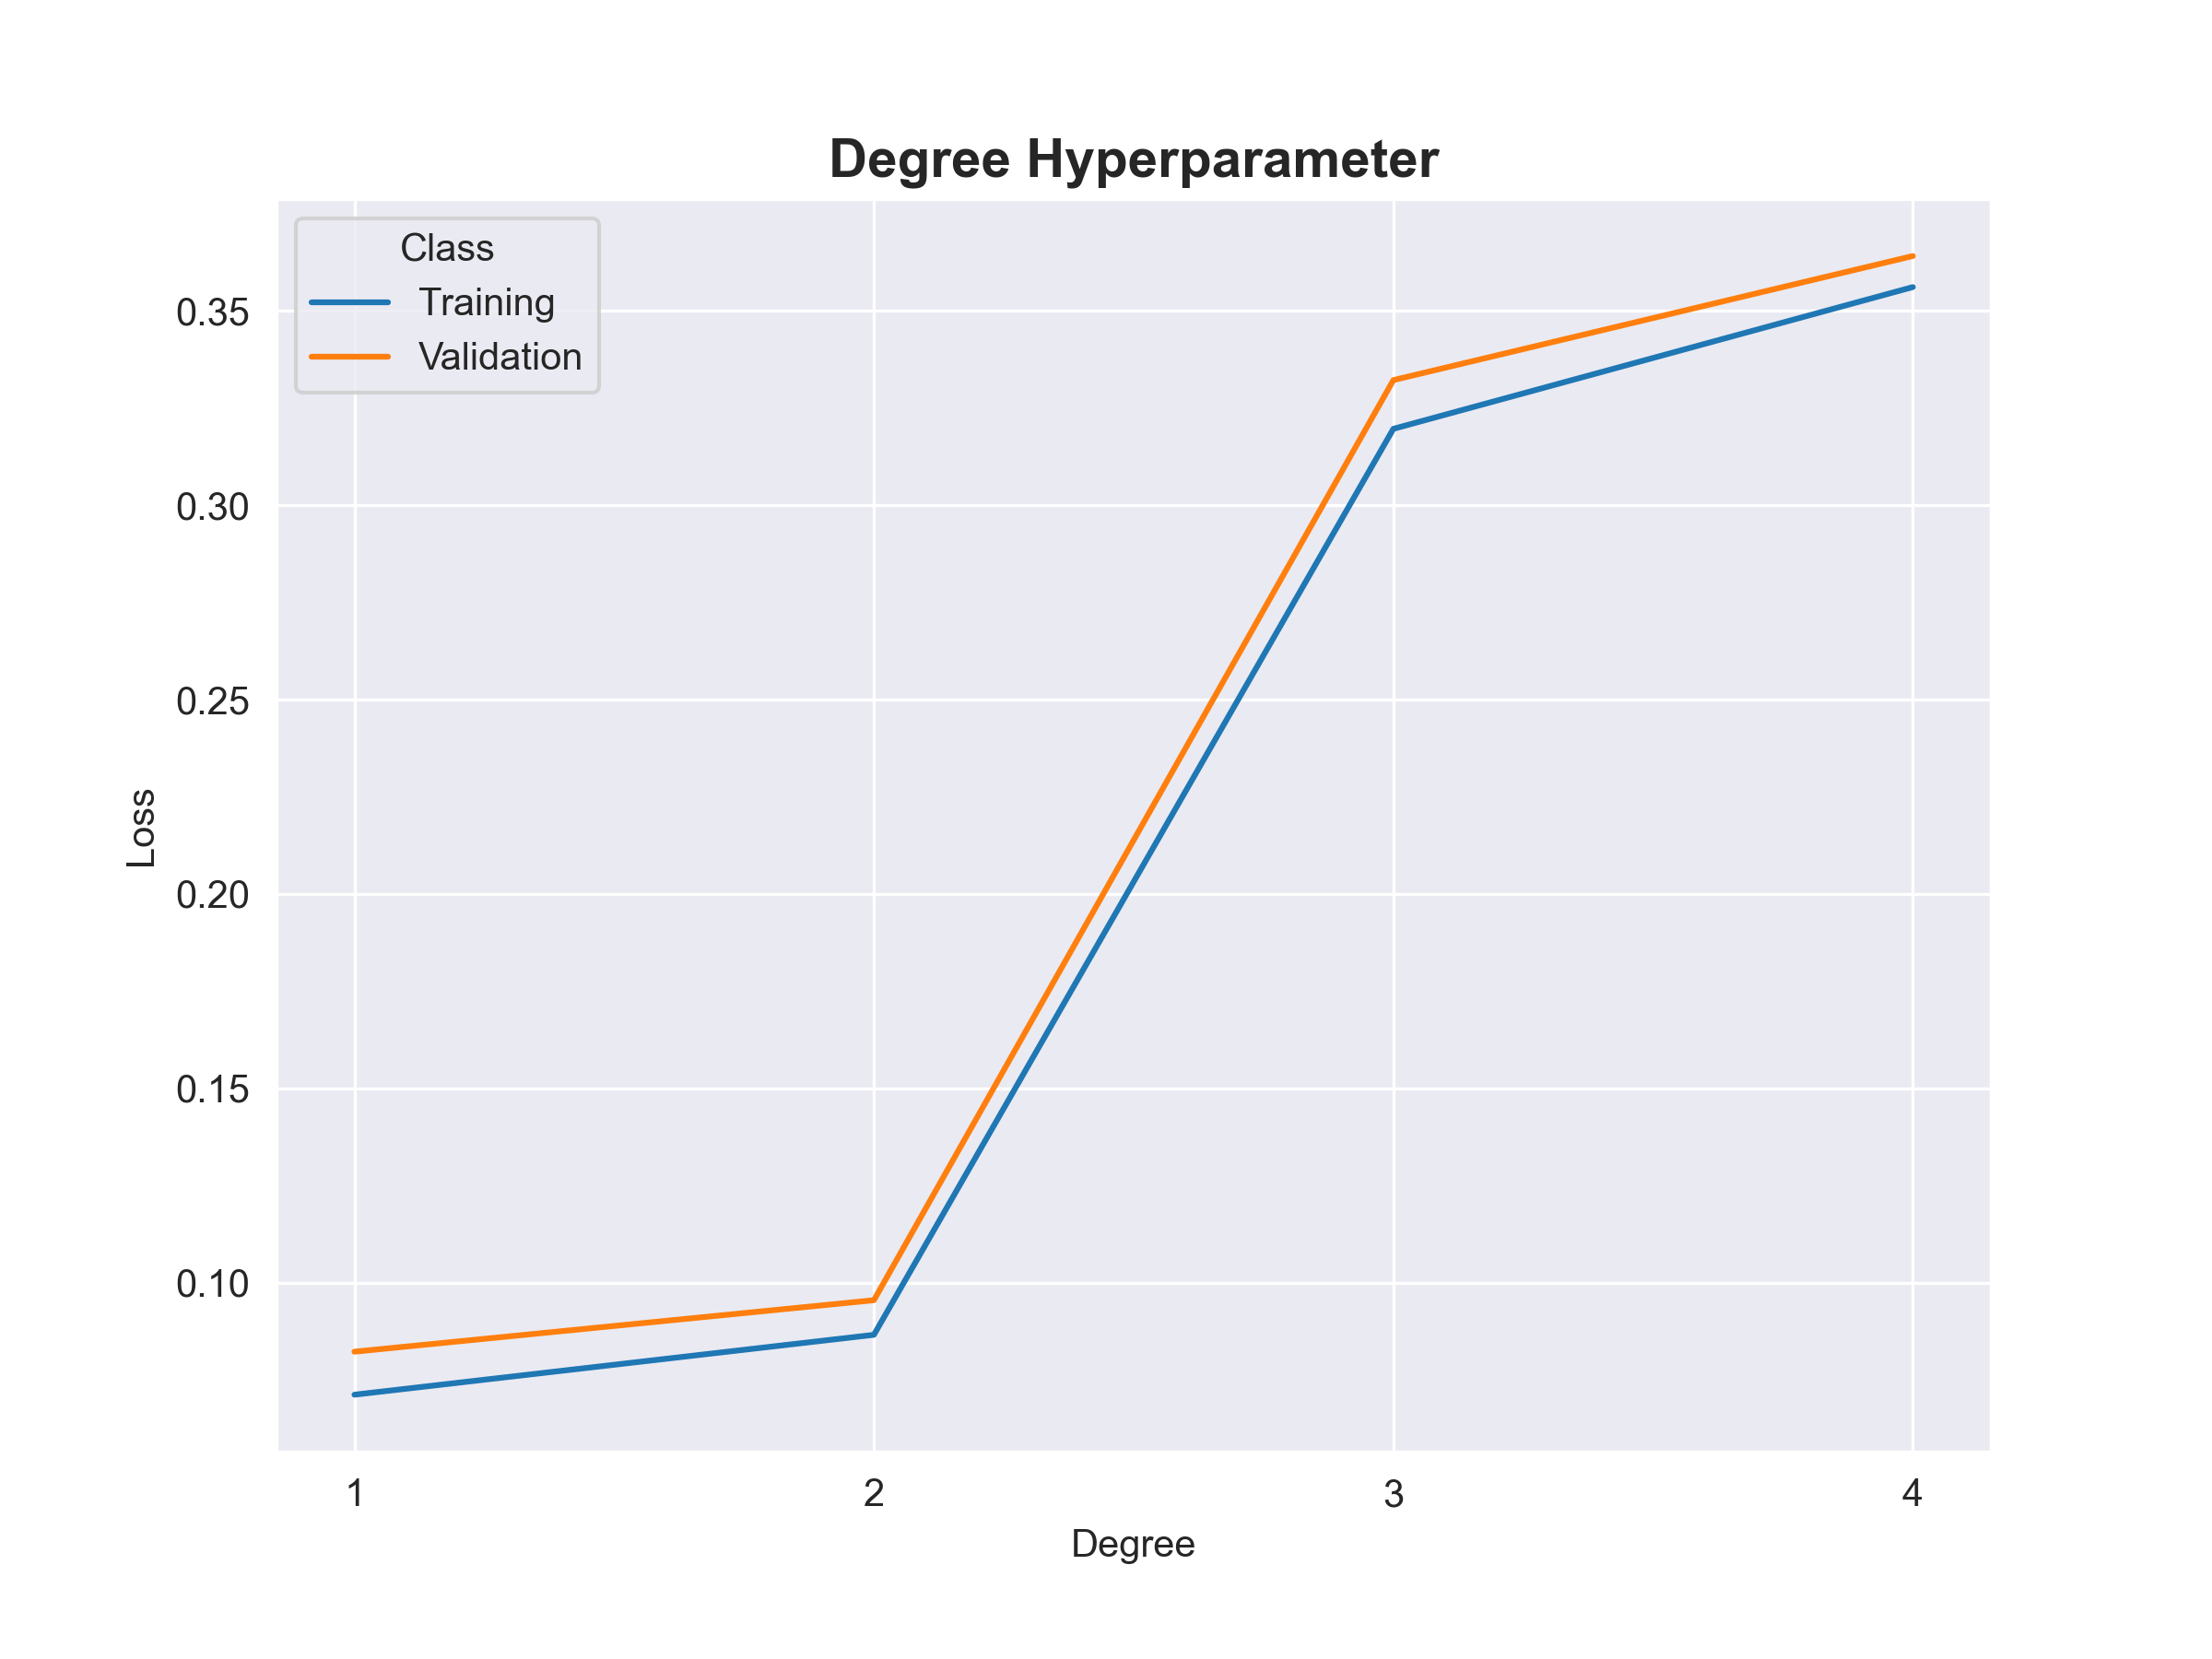 Degree Hyperparameter
Class
Training
Validation
0.35
0.30
0.25
0.20
0.15
0.10
Loss
1 2 3 4
Degree